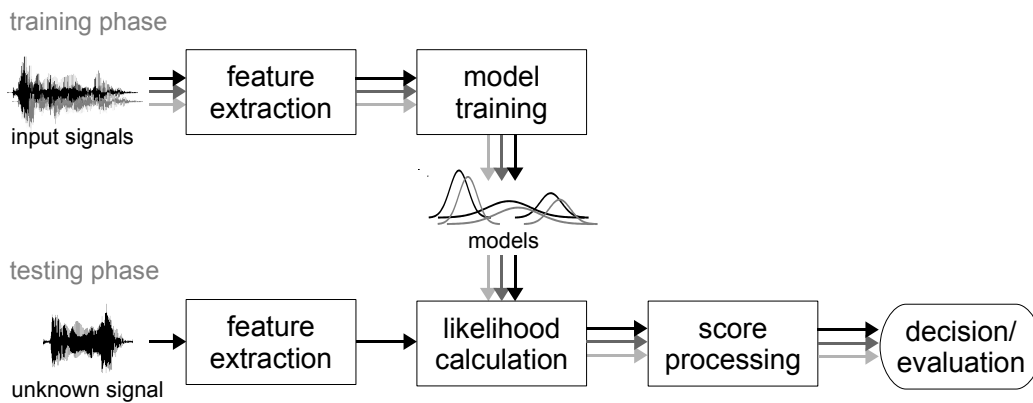 training phase
feature
extraction
model
training
input signals
models
testing phase
feature
extraction
likelihood
calculation
score
processing
decision/
evaluation
unknown signal